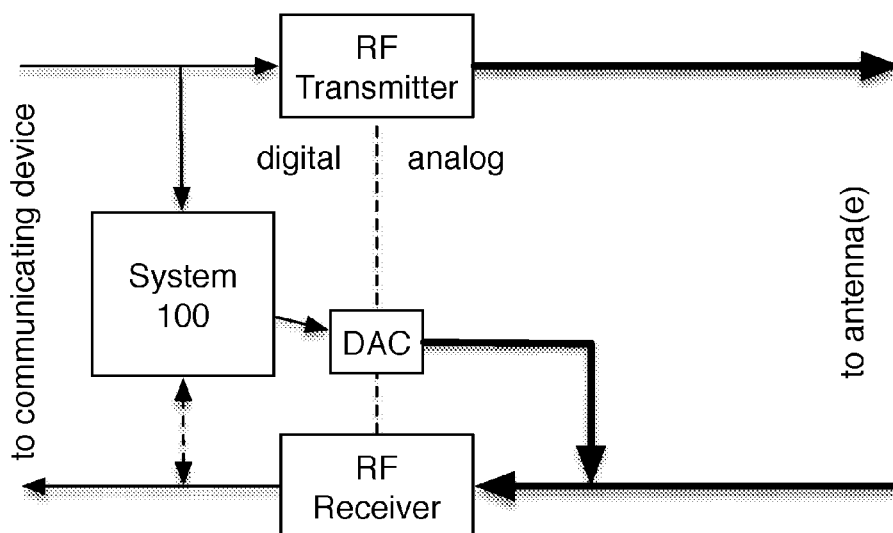 RF
Transmitter
digital
analog
to communicating device
System
100
DAC
to antenna(e)
RF
Receiver